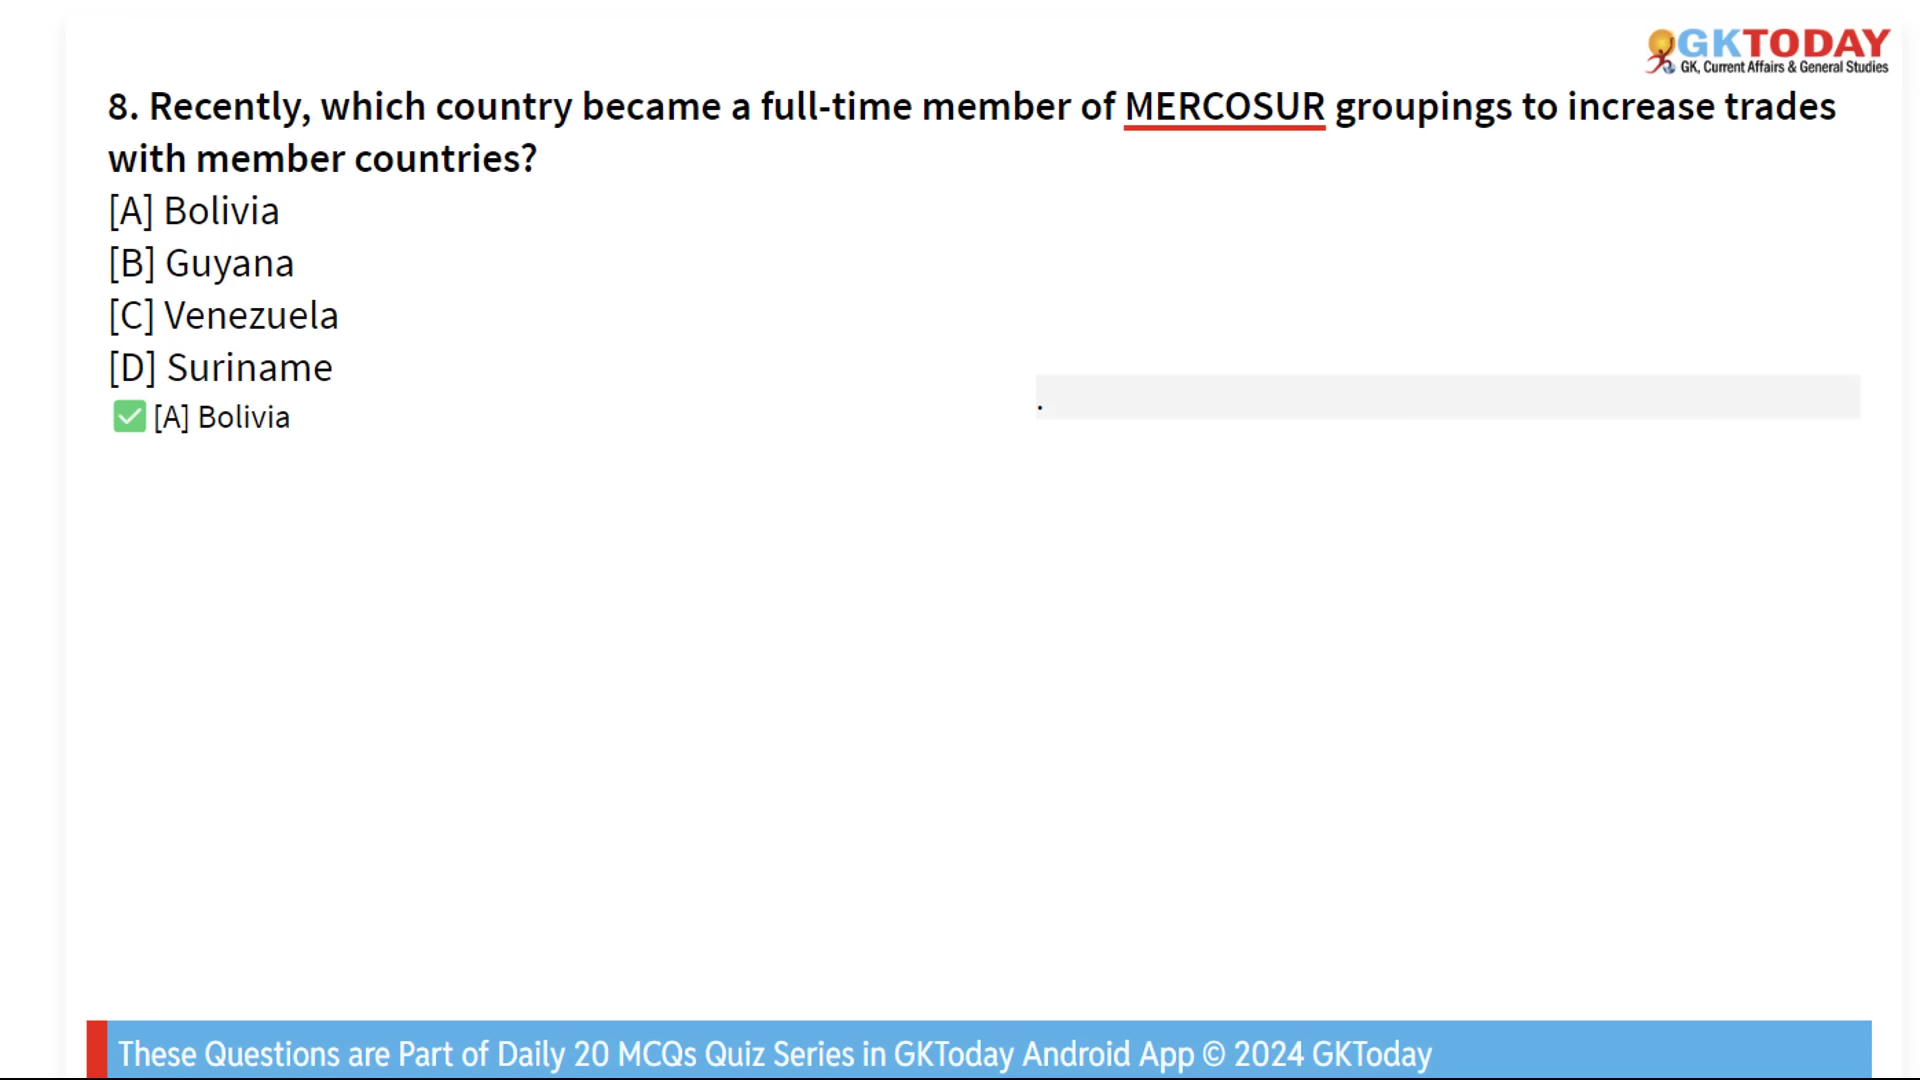 GKTODAY
GK, Current Affairs & General Studies
8. Recently, which country became a full-time member of MERCOSUR groupings to increase trades
with member countries?
[A] Bolivia
[B] Guyana
[C] Venezuela
[D] Suriname
✅ [A] Bolivia
.
These Questions are Part of Daily 20 MCQs Quiz Series in GKToday Android App © 2024 GKToday